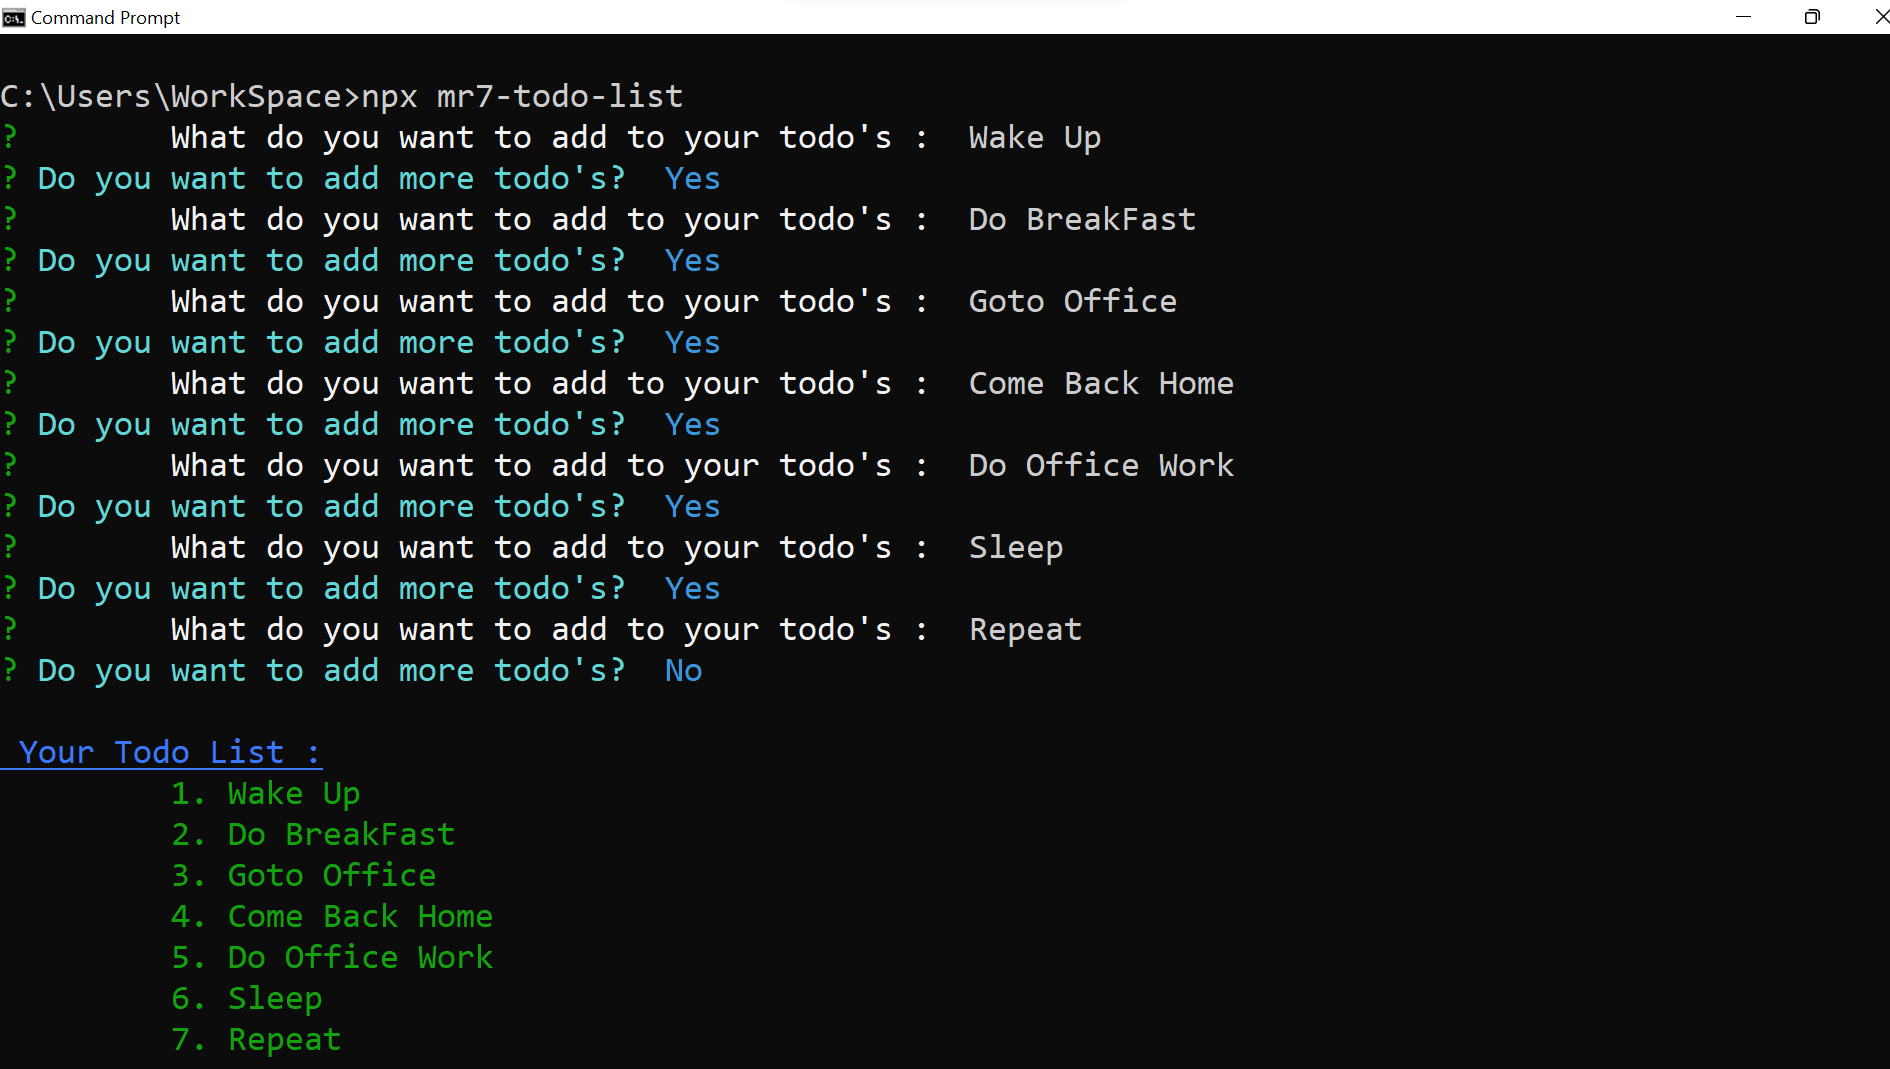 Command Prompt
C:\Users\WorkSpace>npx mr7-todo-list
? What do you want to add to your todo's : Wake Up
? Do you want to add more todo's? Yes
? What do you want to add to your todo's : Do BreakFast
? Do you want to add more todo's? Yes
? What do you want to add to your todo's : Goto Office
? Do you want to add more todo's? Yes
? What do you want to add to your todo's : Come Back Home
? Do you want to add more todo's? Yes
? What do you want to add to your todo's : Do Office Work
? Do you want to add more todo's? Yes
? What do you want to add to your todo's : Sleep
? Do you want to add more todo's? Yes
? What do you want to add to your todo's : Repeat
? Do you want to add more todo's? No
Your Todo List :
1. Wake Up
2. Do BreakFast
3. Goto Office
4. Come Back Home
5. Do Office Work
6. Sleep
7. Repeat